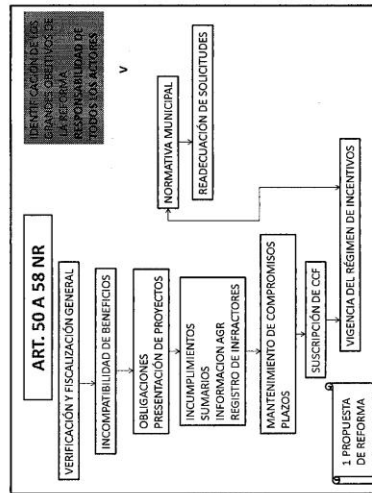 ART. 50 A 58 NR
IDENTIFICACIÓN DE LOS
GRANDES OBJETIVOS DE
LA REFORMA
RESPONSABILIDAD DE
TODOS LOS ACTORES
V
VERIFICACIÓN Y FISCALIZACIÓN GENERAL
INCOMPATIBILIDAD DE BENEFICIOS
OBLIGACIONES
PRESENTACIÓN DE PROYECTOS
INCUMPLIMIENTOS
SUMARIOS
INFORMACION AGR
REGISTRO DE INFRACTORES
MANTENIMIENTO DE COMPROMISOS
PLAZOS
SUSCRIPCIÓN DE CCF
VIGENCIA DEL RÉGIMEN DE INCENTIVOS
NORMATIVA MUNICIPAL
READECUACIÓN DE SOLICITUDES
1 PROPUESTA
DE REFORMA